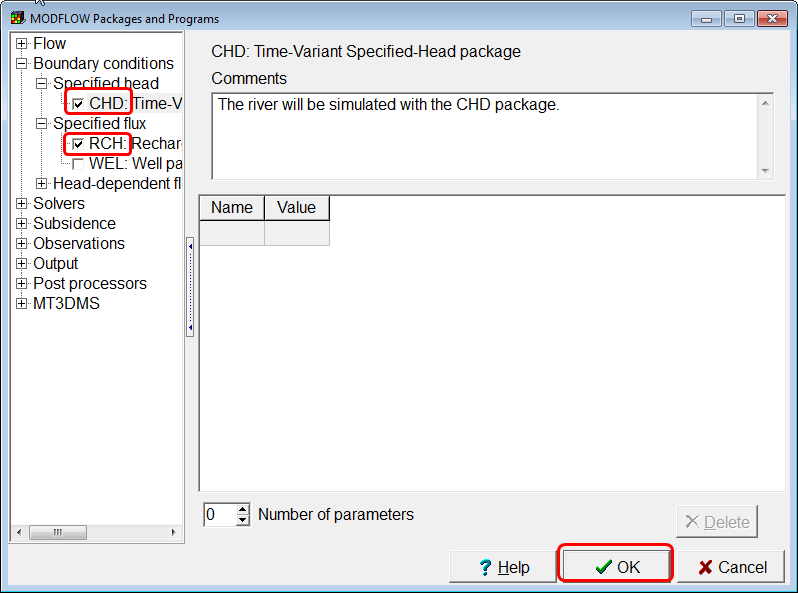 MODFLOW Packages and Programs
Flow
Boundary conditions
Specified head
CHD: Time-V
Specified flux
RCH: Rechar
WEL: Well pa
Head-dependent fl
Solvers
Subsidence
Observations
Output
Post processors
MT3DMS
CHD: Time-Variant Specified-Head package
Comments
The river will be simulated with the CHD package.
Name Value
0 Number of parameters
Delete
Help OK Cancel